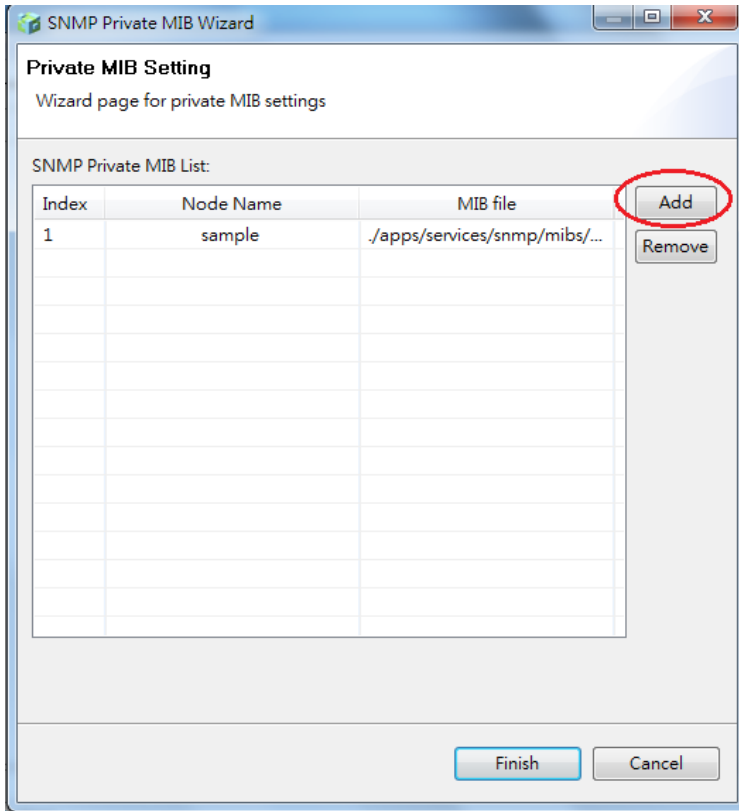 SNMP Private MIB Wizard
Private MIB Setting
Wizard page for private MIB settings
SNMP Private MIB List:
Index Node Name MIB file Add
1 sample ./apps/services/snmp/mibs/... Remove
Finish Cancel